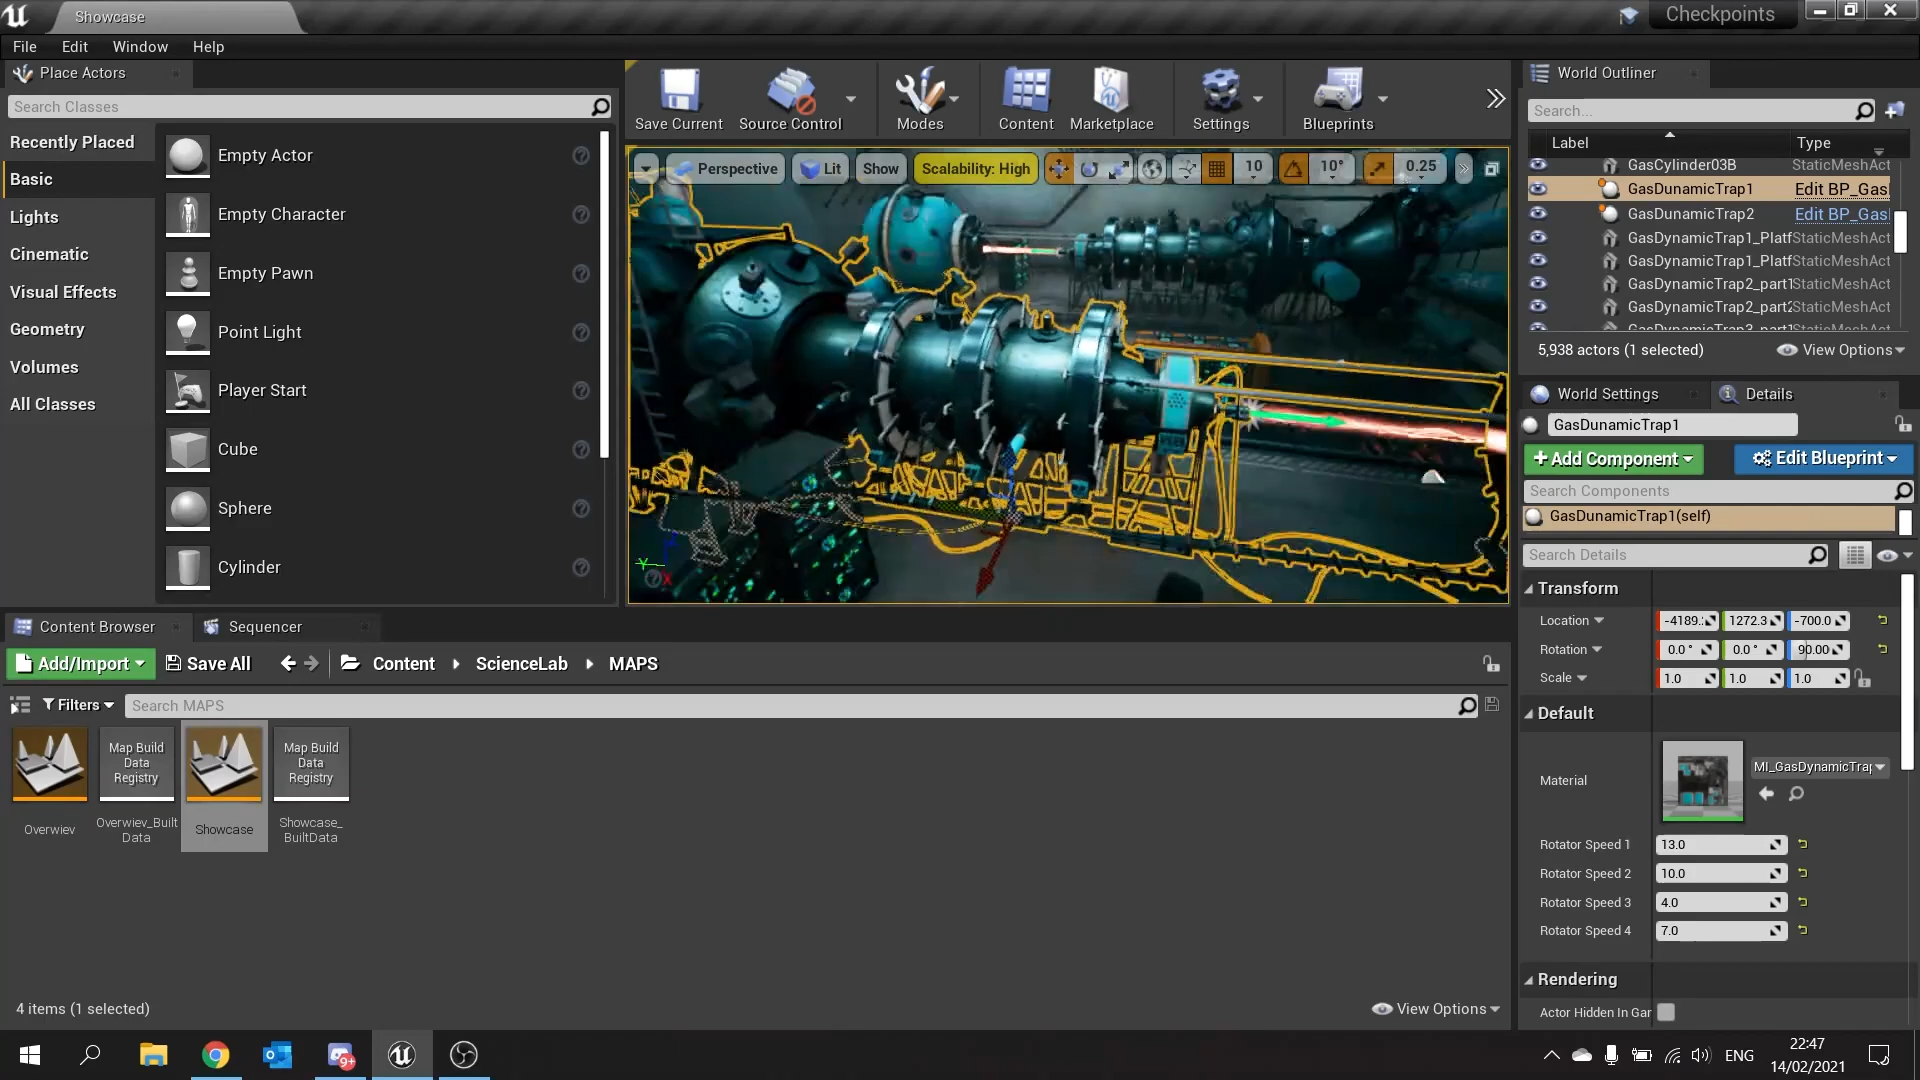 Showcase
Checkpoints
File Edit Window Help
Place Actors
Search Classes
Recently Placed
Basic
Lights
Cinematic
Visual Effects
Geometry
Volumes
All Classes
Empty Actor
Empty Character
Empty Pawn
Point Light
Player Start
Cube
Sphere
Cylinder
Save Current
Source Control
Modes
Content
Marketplace
Settings
Blueprints
Perspective
Lit
Show
Scalability: High
10
10°
0.25
Y
X
World Outliner
Search...
Label Type
GasCylinder03B StaticMeshAct
GasDunamicTrap1 Edit BP_Gas
GasDunamicTrap2 Edit BP_Gas
GasDynamicTrap1_Platf StaticMeshAct
GasDynamicTrap1_Platf StaticMeshAct
GasDynamicTrap2_part1 StaticMeshAct
GasDynamicTrap2_part2 StaticMeshAct
GasDynamicTrap3_part1 StaticMeshAct
5,938 actors (1 selected)
View Options
World Settings
Details
GasDunamicTrap1
+ Add Component
Edit Blueprint
Search Components
GasDunamicTrap1(self)
Search Details
Transform
Location -4189. 1272.3 -700.0
Rotation 0.0 ° 0.0 ° 90.00
Scale 1.0 1.0 1.0
Default
Material
MI_GasDynamicTrap
Rotator Speed 1 13.0
Rotator Speed 2 10.0
Rotator Speed 3 4.0
Rotator Speed 4 7.0
Rendering
Actor Hidden In Gar
Content Browser
Sequencer
Add/Import
Save All
Content
ScienceLab
MAPS
Filters
Search MAPS
Map Build
Data
Registry
Map Build
Data
Registry
Overwiev
Overwiev_Built
Data
Showcase
Showcase_
BuiltData
4 items (1 selected)
View Options
9+
ENG
22:47
14/02/2021